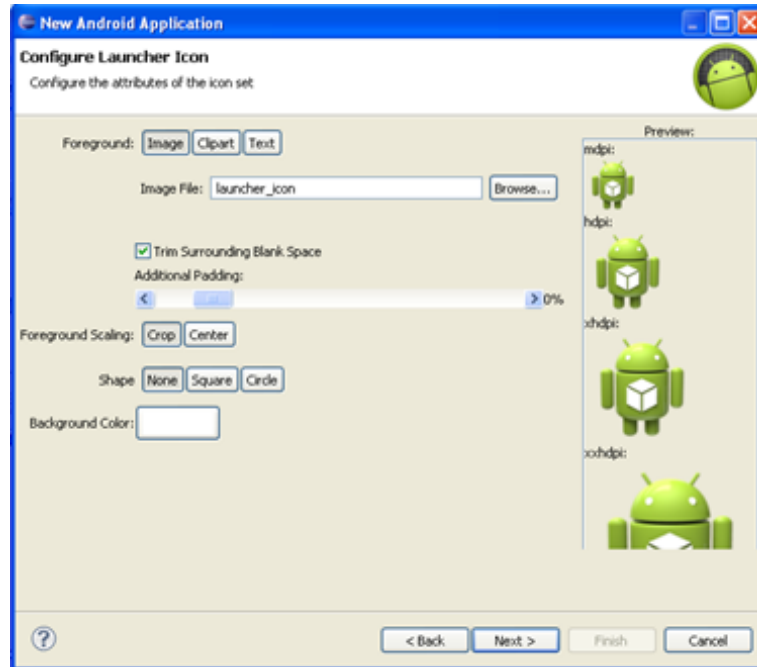 New Android Application
Configure Launcher Icon
Configure the attributes of the icon set
Foreground: Image Clipart Text
Image File: launcher_icon Browse...
Trim Surrounding Blank Space
Additional Padding:
0%
Foreground Scaling: Crop Center
Shape None Square Circle
Background Color:
Preview:
mdpi:
hdpi:
xhdpi:
xxhdpi:
? < Back Next > Finish Cancel